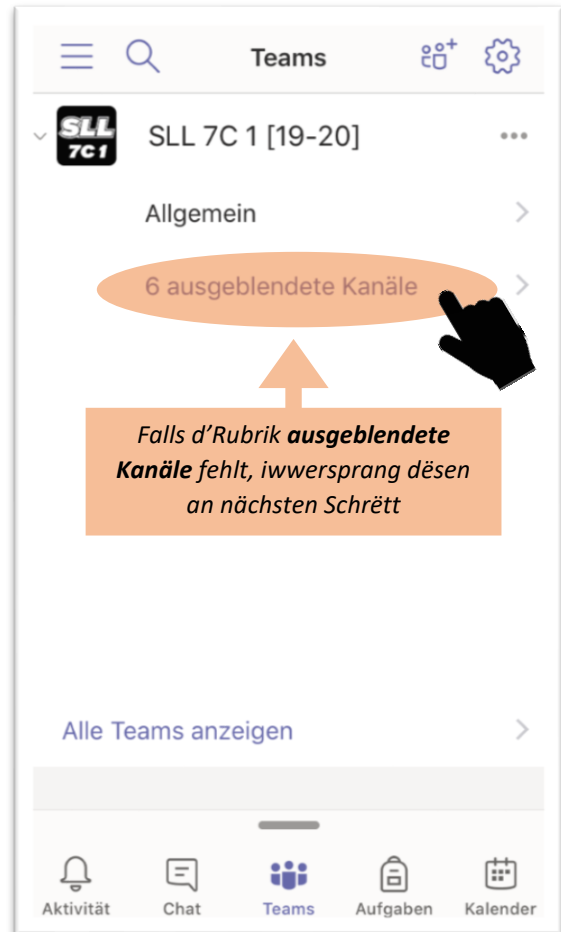 Teams
SLL
7C1
SLL 7C 1 [19-20]
Allgemein
6 ausgeblendete Kanäle
Falls d’Rubrik ausgeblendete
Kanäle fehlt, iwwersprang dësen
an nächsten Schrëtt
Alle Teams anzeigen
Aktivität
Chat
Teams
Aufgaben
Kalender